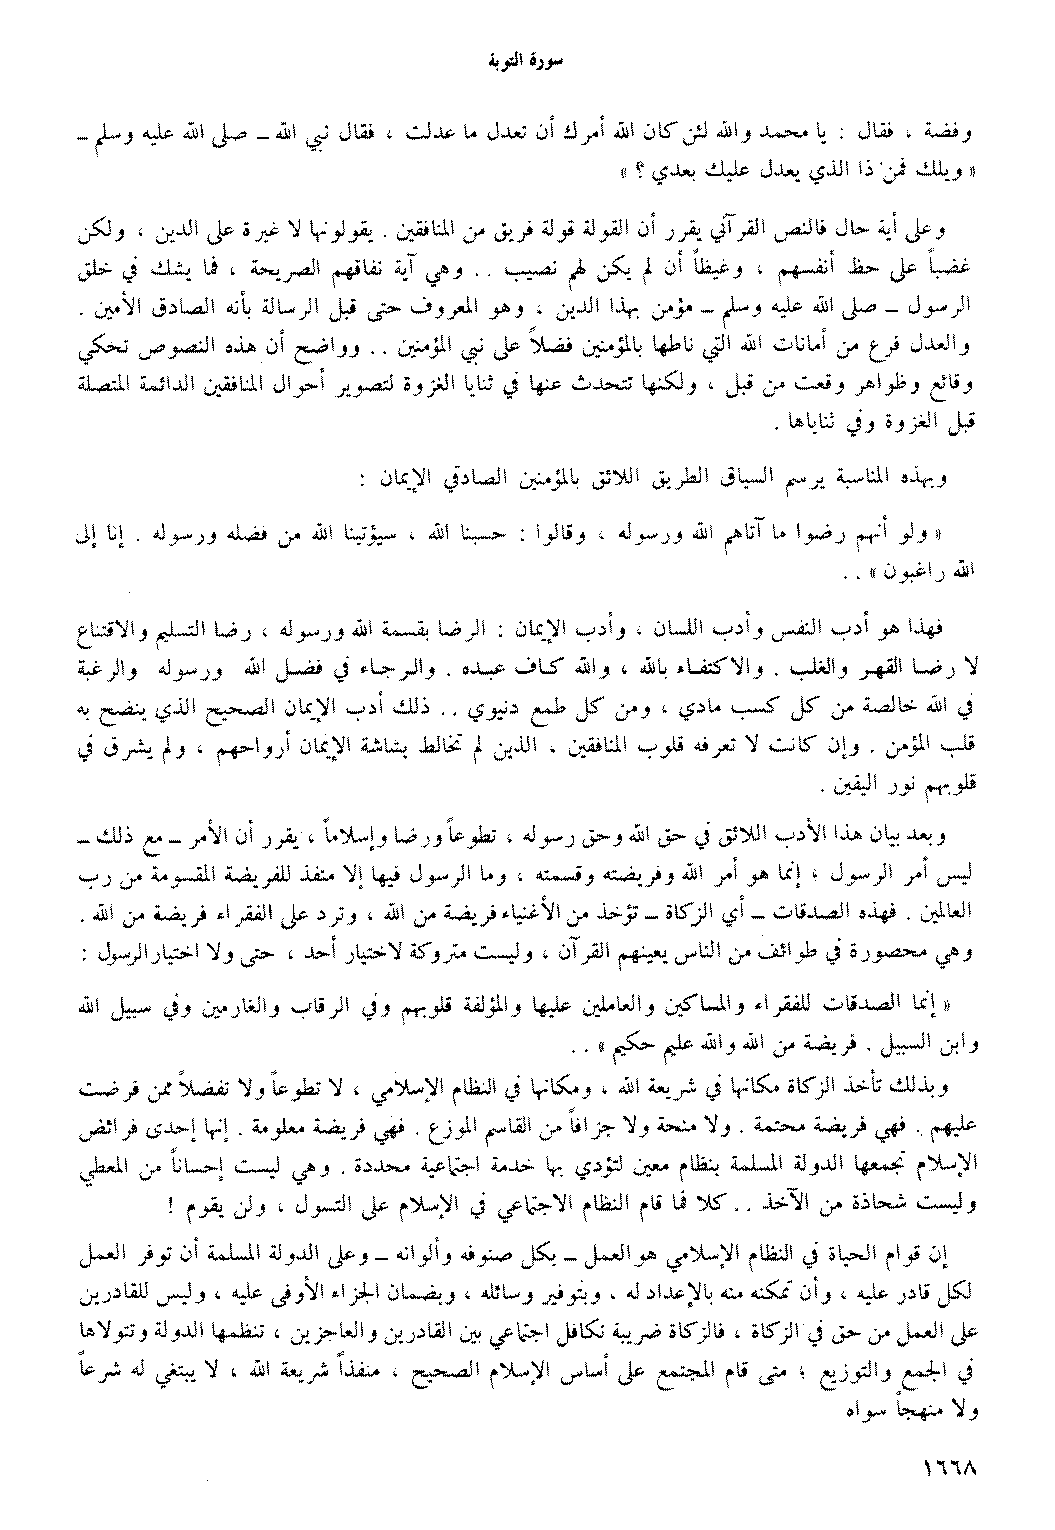 سورة التوبة
وفضة ، فقال : يا محمد والله لئن كان الله أمرك أن تعدل ما عدلت ، فقال نبي الله – صلى الله عليه وسلم –
« ويلك فمن ذا الذي يعدل عليك بعدي ؟ »
وعلى أية حال فالنص القرآني يقرر أن القولة قولة فريق من المنافقين . يقولونها لا غيرة على الدين ، ولكن
غضباً على حظ أنفسهم ، وغيظاً أن لم يكن لهم نصيب .. وهي آية نفاقهم الصريحة ، فما يشك في خلق
الرسول – صلى الله عليه وسلم – مؤمن بهذا الدين ، وهو المعروف حتى قبل الرسالة بأنه الصادق الأمين .
والعدل فرع من أمانات الله التي ناطها بالمؤمنين فضلاً على نبي المؤمنين .. وواضح أن هذه النصوص تحكي
وقائع وظواهر وقعت من قبل ، ولكنها تتحدث عنها في ثنايا الغزوة لتصوير أحوال المنافقين الدائمة المتصلة
قبل الغزوة وفي ثناياها .
وبهذه المناسبة يرسم السياق الطريق اللائق بالمؤمنين الصادقي الإيمان :
« ولو أنهم رضوا ما آتاهم الله ورسوله ، وقالوا : حسبنا الله ، سيؤتينا الله من فضله ورسوله . إنا إلى
الله راغبون » ..
فهذا هو أدب النفس وأدب اللسان ، وأدب الإيمان : الرضا بقسمة الله ورسوله ، رضا التسليم والاقتناع
لا رضا القهر والغلب . والاكتفاء بالله ، والله كاف عبده . والرجاء في فضل الله ورسوله والرغبة
في الله خالصة من كل كسب مادي ، ومن كل طمع دنيوي .. ذلك أدب الإيمان الصحيح الذي ينضح به
قلب المؤمن . وإن كانت لا تعرفه قلوب المنافقين ، الذين لم تخالط بشاشة الإيمان أرواحهم ، ولم يشرق في
قلوبهم نور اليقين .
وبعد بيان هذا الأدب اللائق في حق الله وحق رسوله ، تطوعاً ورضا وإسلاماً ، يقرر أن الأمر – مع ذلك –
ليس أمر الرسول ؛ إنما هو أمر الله وفريضته وقسمته ، وما الرسول فيها إلا منفذ للفريضة المقسومة من رب
العالمين . فهذه الصدقات – أي الزكاة – تؤخذ من الأغنياء فريضة من الله ، وترد على الفقراء فريضة من الله .
وهي محصورة في طوائف من الناس يعينهم القرآن ، وليست متروكة لاختيار أحد ، حتى ولا اختيار الرسول :
« إنما الصدقات للفقراء والمساكين والعاملين عليها والمؤلفة قلوبهم وفي الرقاب والغارمين وفي سبيل الله
وابن السبيل . فريضة من الله والله عليم حكيم » ..
وبذلك تأخذ الزكاة مكانها في شريعة الله ، ومكانها في النظام الإسلامي ، لا تطوعاً ولا تفضلاً ممن فرضت
عليهم . فهي فريضة محتمة . ولا منحة ولا جزافاً من القاسم الموزع . فهي فريضة معلومة . إنها إحدى فرائض
الإسلام تجمعها الدولة المسلمة بنظام معين لتؤدي بها خدمة اجتماعية محددة . وهي ليست إحساناً من المعطي
وليست شحاذة من الآخذ .. كلا فما قام النظام الاجتماعي في الإسلام على التسول ، ولن يقوم !
إن قوام الحياة في النظام الإسلامي هو العمل – بكل صنوفه وألوانه – وعلى الدولة المسلمة أن توفر العمل
لكل قادر عليه ، وأن تمكنه منه بالإعداد له ، وبتوفير وسائله ، وبضمان الجزاء الأوفى عليه ، وليس للقادرين
على العمل من حق في الزكاة ، فالزكاة ضريبة تكافل اجتماعي بين القادرين والعاجزين ، تنظمها الدولة وتتولاها
في الجمع والتوزيع ؛ متى قام المجتمع على أساس الإسلام الصحيح ، منفذاً شريعة الله ، لا يبتغي له شرعاً
ولا منهجاً سواه
١٦٦٨